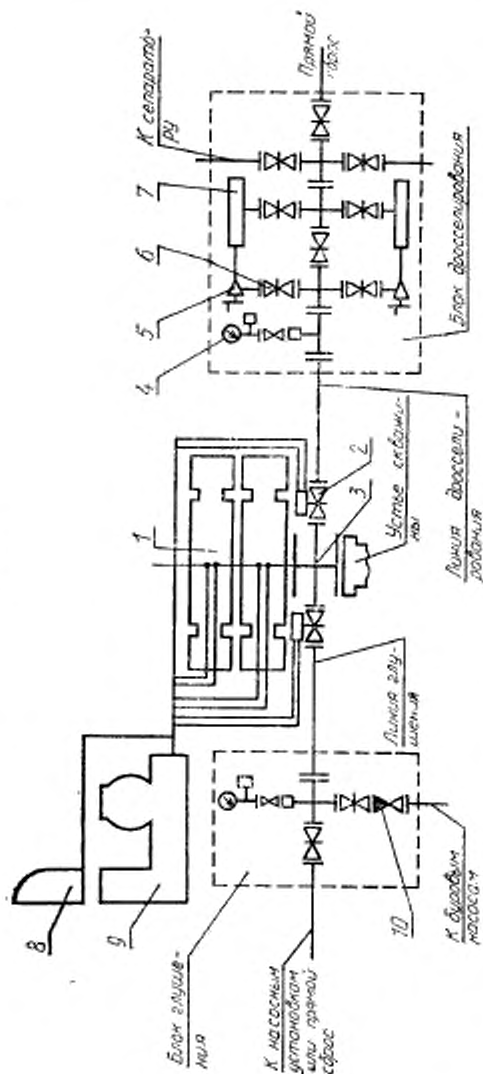 К сепарато-
ру
Прямой
сброс
7
6
5
4
Блок дросселирования
1
2
3
Устье скважи-
ны
Линия дроссели-
рования
Линия глу-
шения
8
9
10
Блок глуше-
ния
К насосным
установкам
или прямой
сброс
К буровым
насосам